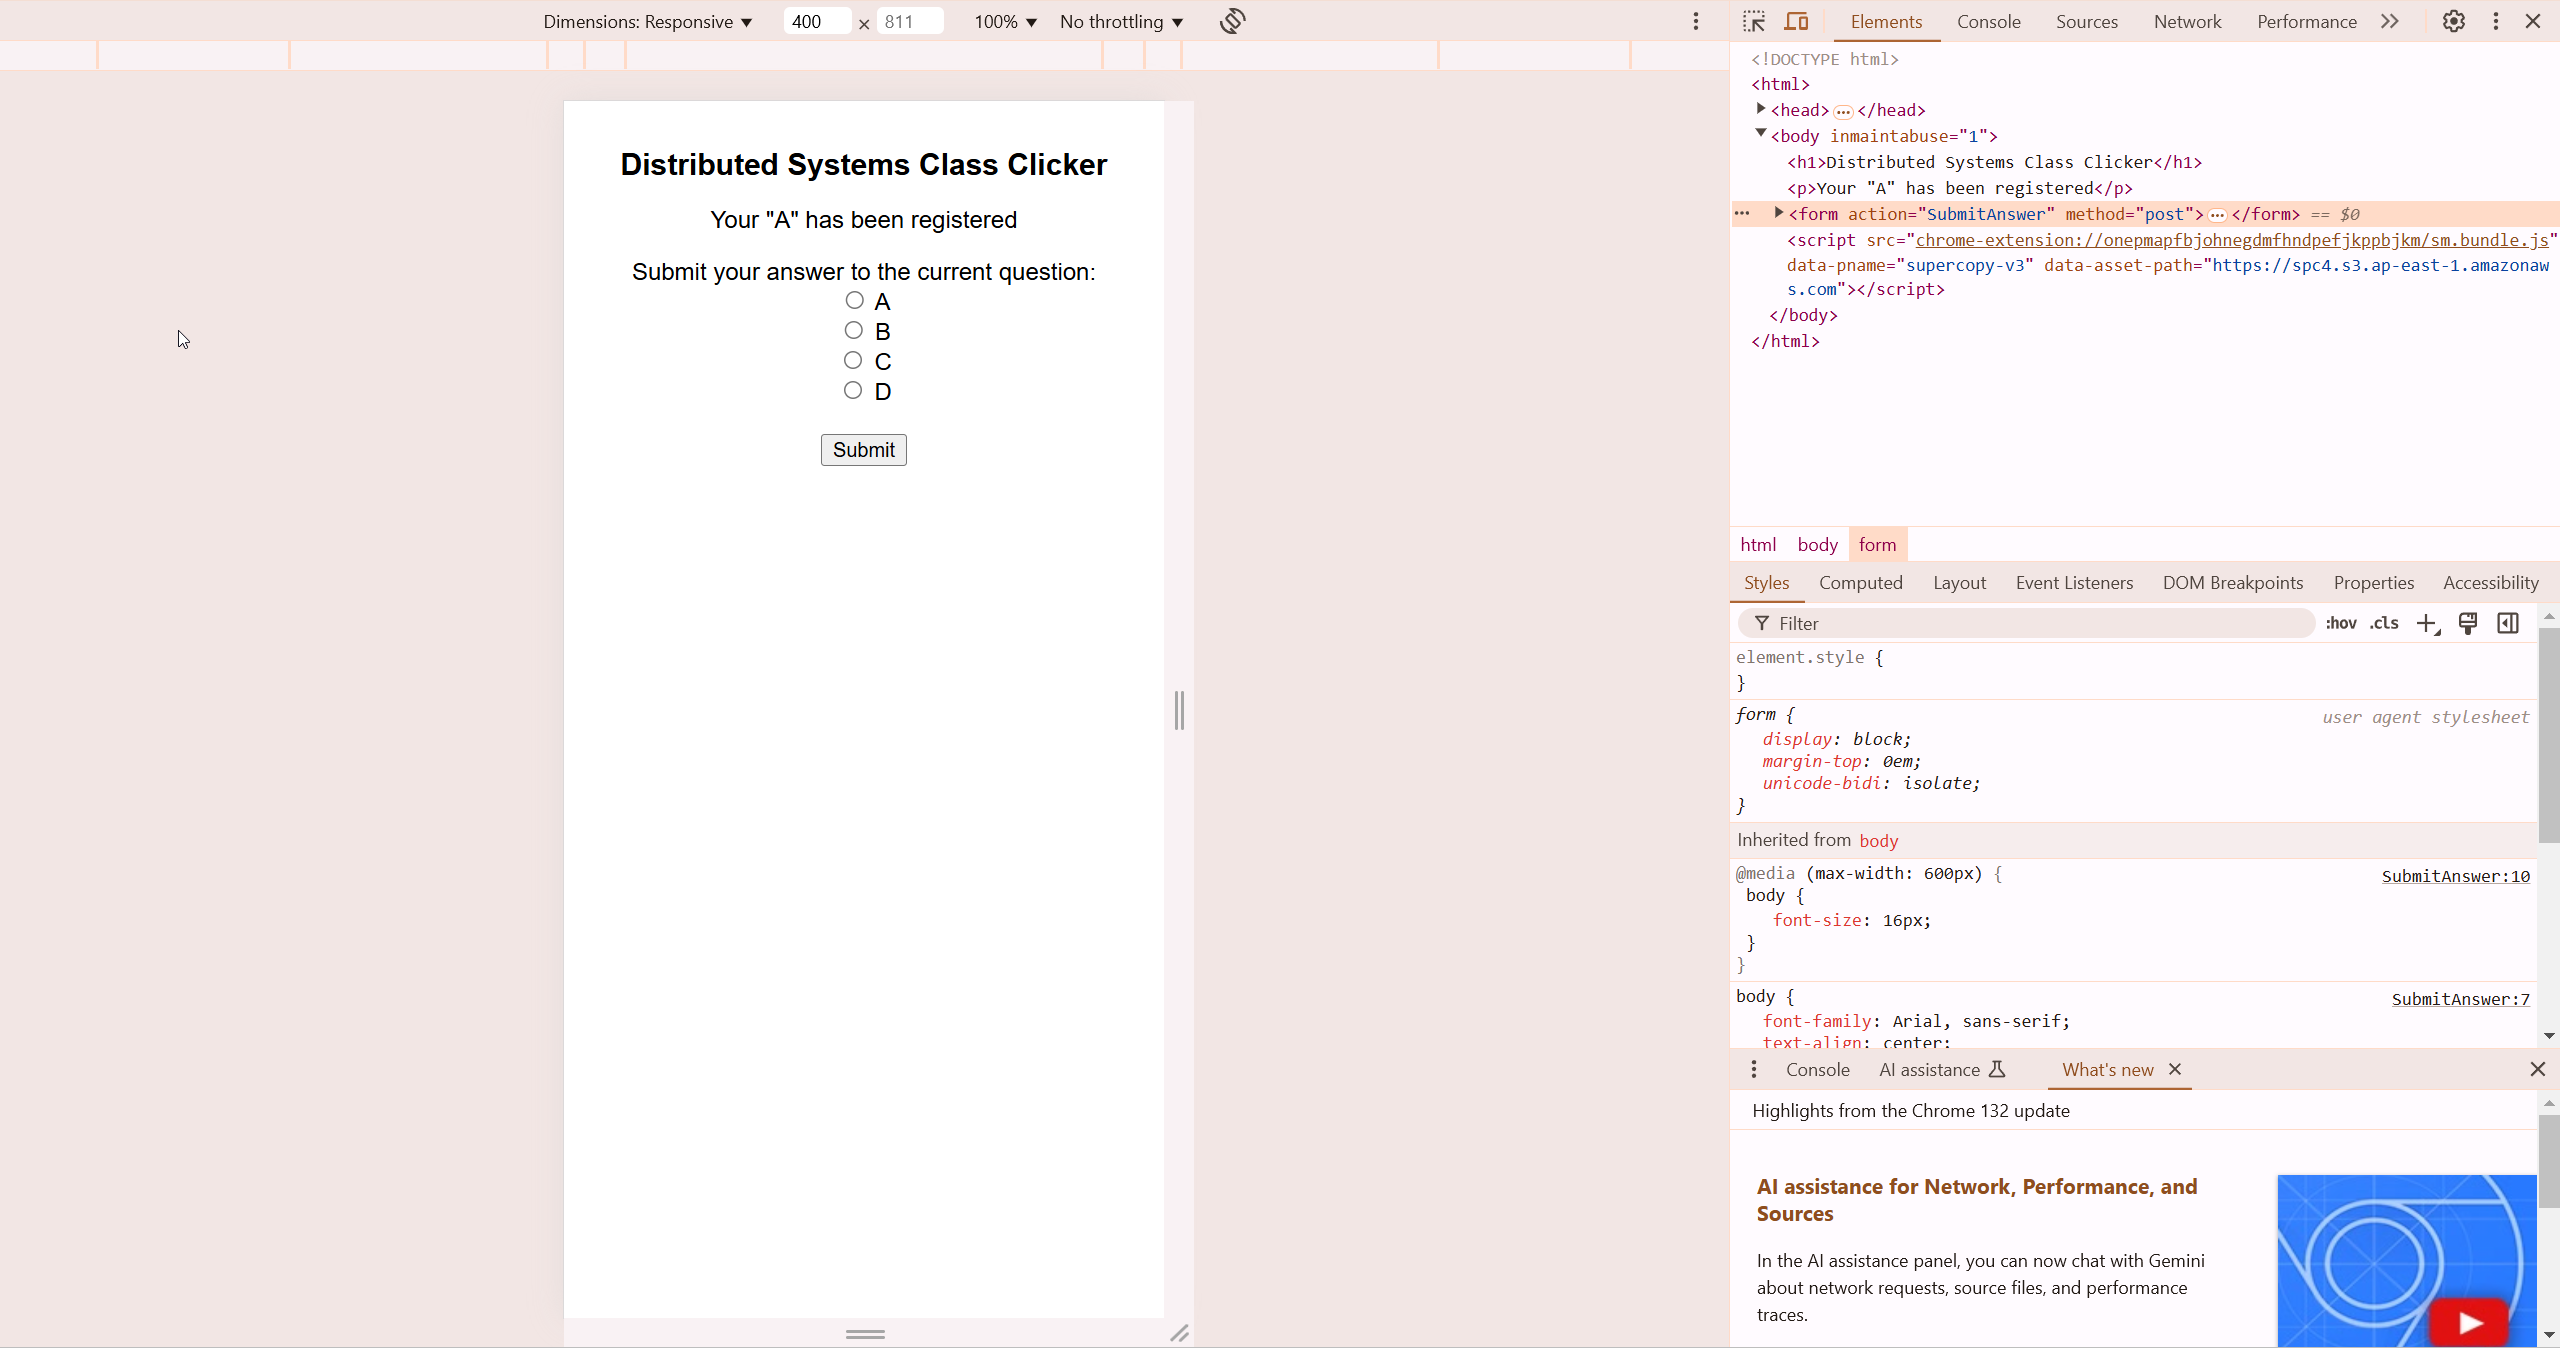 Dimensions: Responsive ▼ 400 × 811 100% ▼ No throttling ▼
Distributed Systems Class Clicker
Your "A" has been registered
Submit your answer to the current question:
A
B
C
D
Submit
Elements Console Sources Network Performance
<!DOCTYPE html>
<html>
<head> … </head>
<body inmaintabuse="1">
<h1>Distributed Systems Class Clicker</h1>
<p>Your "A" has been registered</p>
<form action="SubmitAnswer" method="post"> … </form> == $0
<script src="chrome-extension://onepmapfbjohnegdmfhndpefjkppbjkm/sm.bundle.js"
data-pname="supercopy-v3" data-asset-path="https://spc4.s3.ap-east-1.amazonaw
s.com"></script>
</body>
</html>
html body form
Styles Computed Layout Event Listeners DOM Breakpoints Properties Accessibility
Filter :hov .cls
element.style {
}
form { user agent stylesheet
display: block;
margin-top: 0em;
unicode-bidi: isolate;
}
Inherited from body
@media (max-width: 600px) { SubmitAnswer:10
body {
font-size: 16px;
}
}
body { SubmitAnswer:7
font-family: Arial, sans-serif;
text-align: center;
Console AI assistance What's new
Highlights from the Chrome 132 update
AI assistance for Network, Performance, and
Sources
In the AI assistance panel, you can now chat with Gemini
about network requests, source files, and performance
traces.